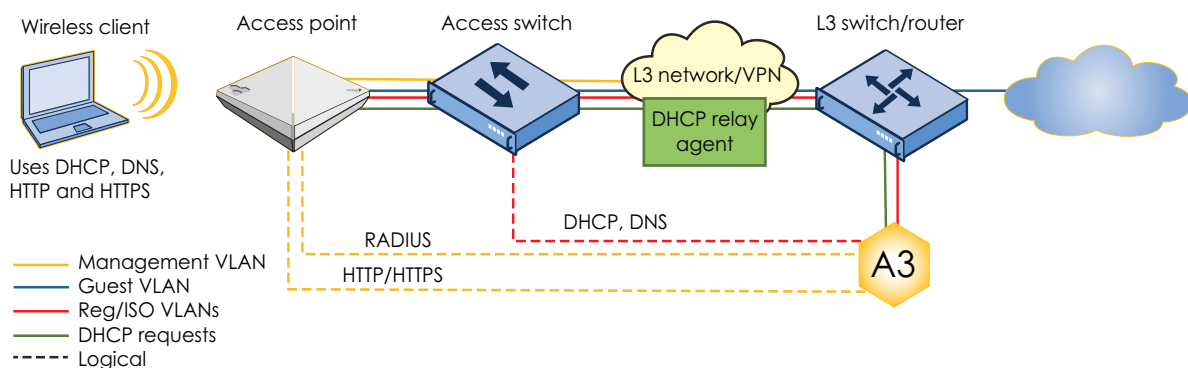 Wireless client
Access point
Access switch
L3 switch/router
L3 network/VPN
DHCP relay
agent
Uses DHCP, DNS,
HTTP and HTTPS
DHCP, DNS
RADIUS
HTTP/HTTPS
A3
Management VLAN
Guest VLAN
Reg/ISO VLANs
DHCP requests
Logical